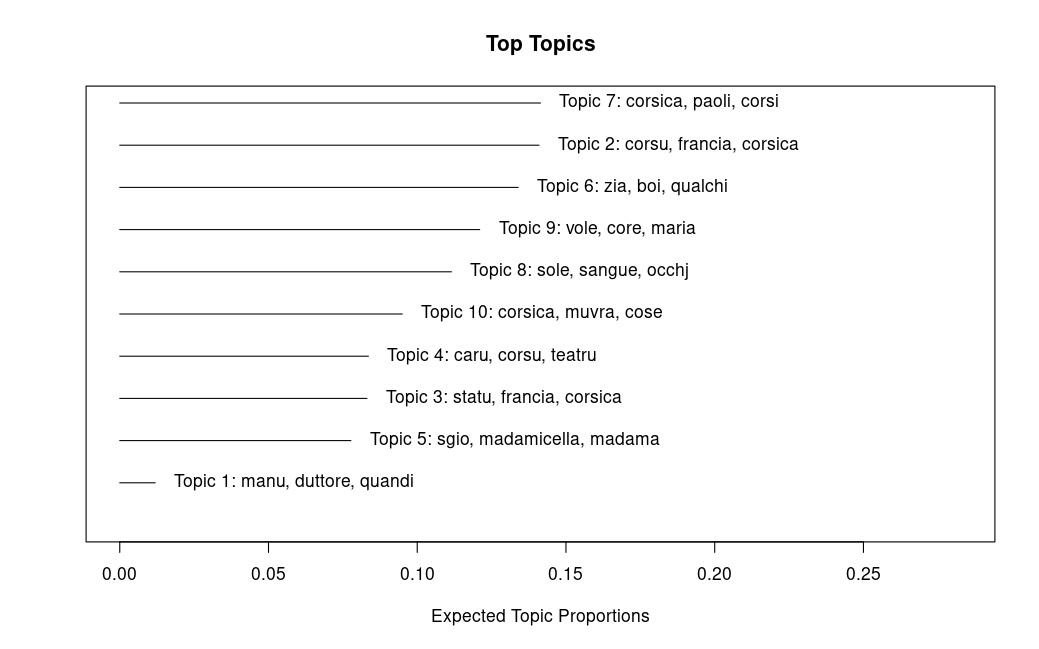 Top Topics
Topic 7: corsica, paoli, corsi
Topic 2: corsu, francia, corsica
Topic 6: zia, boi, qualchi
Topic 9: vole, core, maria
Topic 8: sole, sangue, occhj
Topic 10: corsica, muvra, cose
Topic 4: caru, corsu, teatru
Topic 3: statu, francia, corsica
Topic 5: sgio, madamicella, madama
Topic 1: manu, duttore, quandi
0.00 0.05 0.10 0.15 0.20 0.25
Expected Topic Proportions